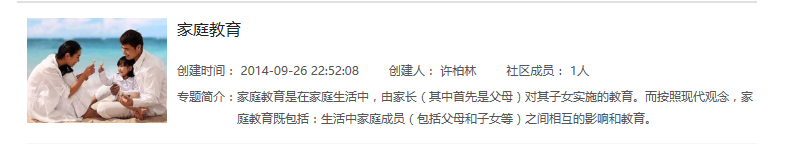 家庭教育
创建时间： 2014-09-26 22:52:08 创建人： 许柏林 社区成员： 1人
专题简介：家庭教育是在家庭生活中，由家长（其中首先是父母）对其子女实施的教育。而按照现代观念，家
庭教育既包括：生活中家庭成员（包括父母和子女等）之间相互的影响和教育。